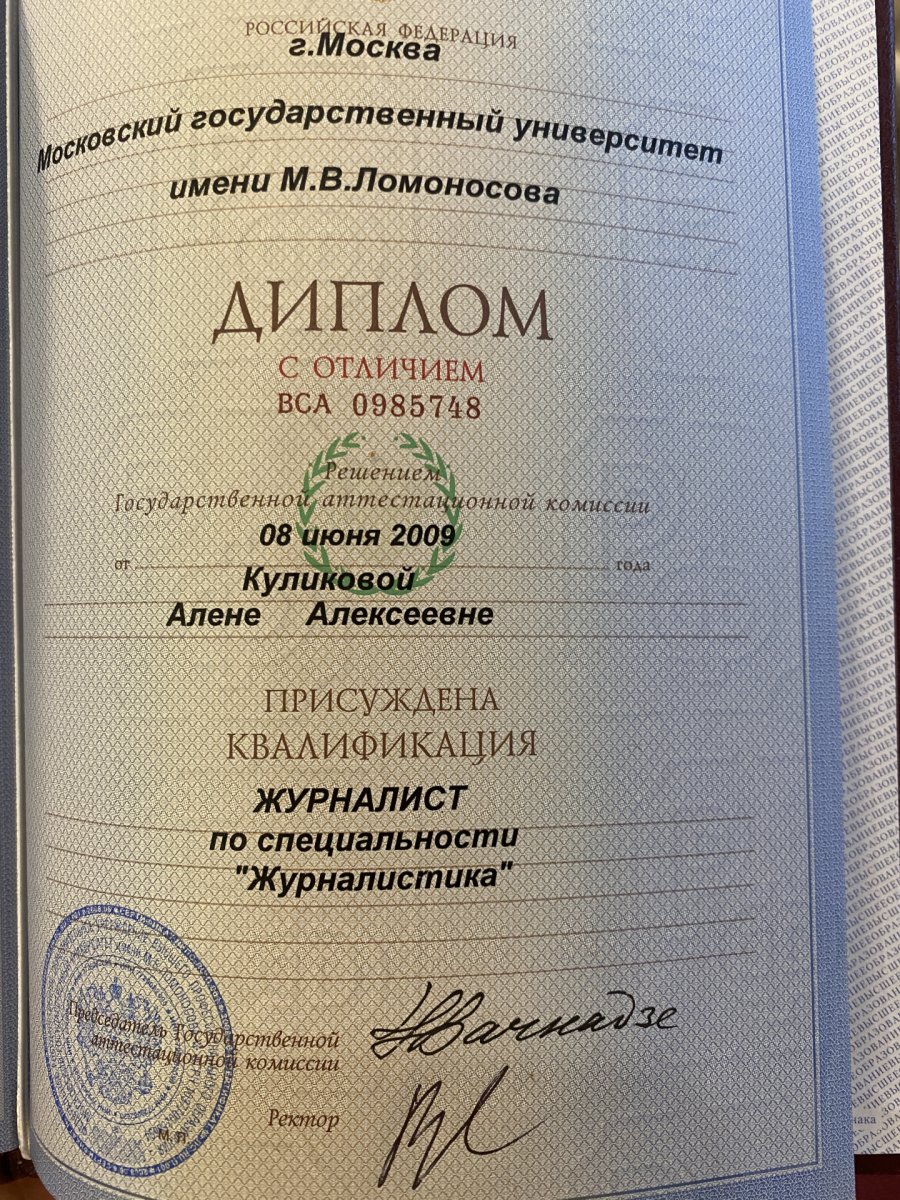 РОССИЙСКАЯ ФЕДЕРАЦИЯ
г.Москва
Московский государственный университет
имени М.В.Ломоносова
ДИПЛОМ
С ОТЛИЧИЕМ
ВСА 0985748
Решением
Государственной аттестационной комиссии
08 июня 2009
от года
Куликовой
Алене Алексеевне
ПРИСУЖДЕНА
КВАЛИФИКАЦИЯ
ЖУРНАЛИСТ
по специальности
"Журналистика"
Председатель Государственной
аттестационной комиссии
Ректор
М. П.